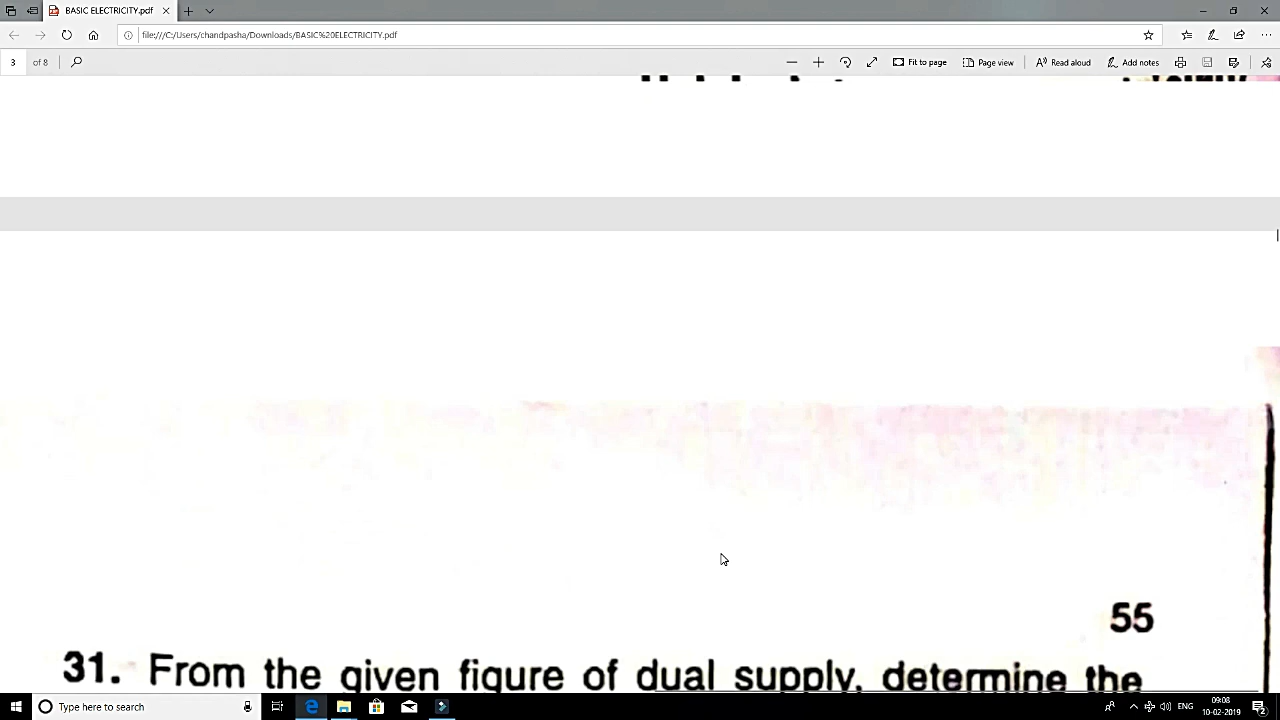 BASIC ELECTRICITY.pdf
file:///C:/Users/chandpasha/Downloads/BASIC%20ELECTRICITY.pdf
3 of 8 Fit to page Page view Read aloud Add notes
55
31. From the given figure of dual supply, determine the
Type here to search
ENG
09:08
10-02-2019
2